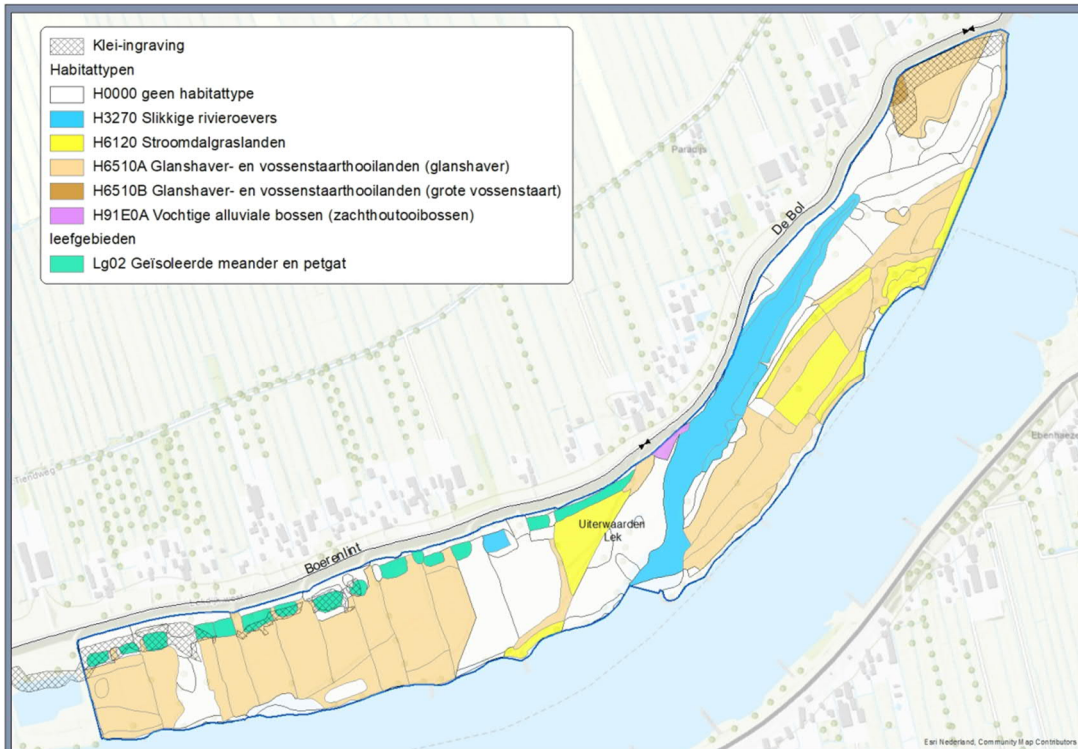 Klei-ingraving
Habitattypen
H0000 geen habitattype
H3270 Slikkige rivieroevers
H6120 Stroomdalgraslanden
H6510A Glanshaver- en vossenstaarthooilanden (glanshaver)
H6510B Glanshaver- en vossenstaarthooilanden (grote vossenstaart)
H91E0A Vochtige alluviale bossen (zachthoutooibossen)
leefgebieden
Lg02 Geïsoleerde meander en petgat
Paradijs
De Bol
Tiendweg
Ebenhaeze
Uiterwaarden
Lek
Boerenlint
Esri Nederland, Community Map Contributors